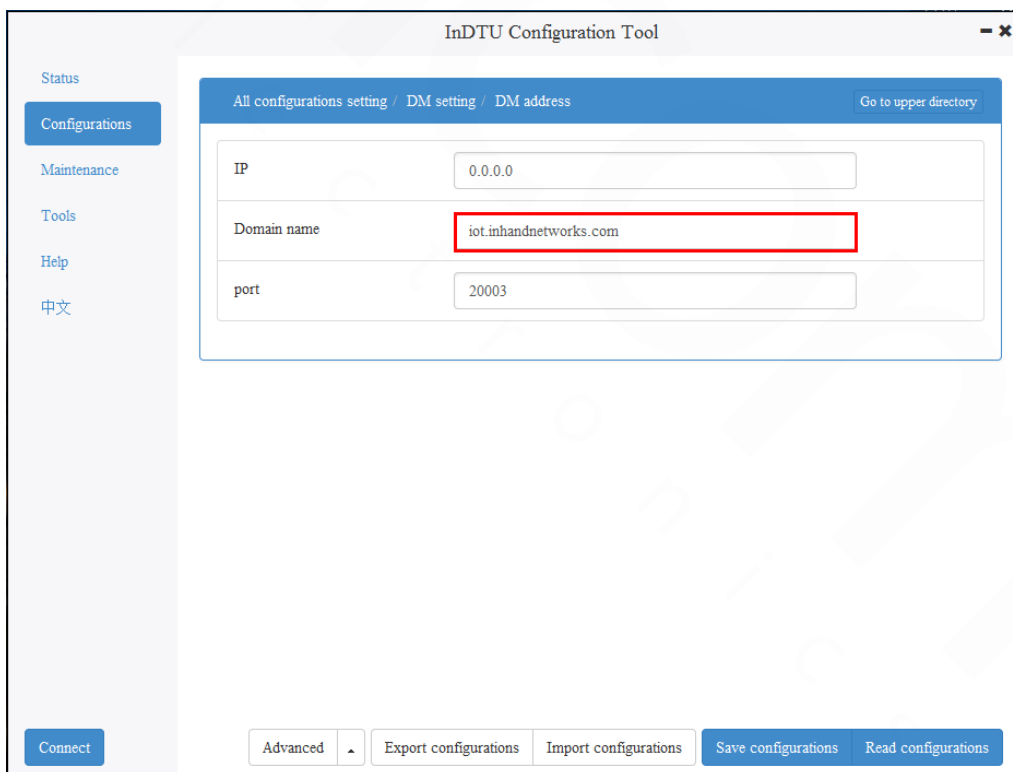 InDTU Configuration Tool
Status
Configurations
Maintenance
Tools
Help
中文
All configurations setting / DM setting / DM address
Go to upper directory
IP
0.0.0.0
Domain name
iot.inhandnetworks.com
port
20003
Connect
Advanced
Export configurations
Import configurations
Save configurations
Read configurations